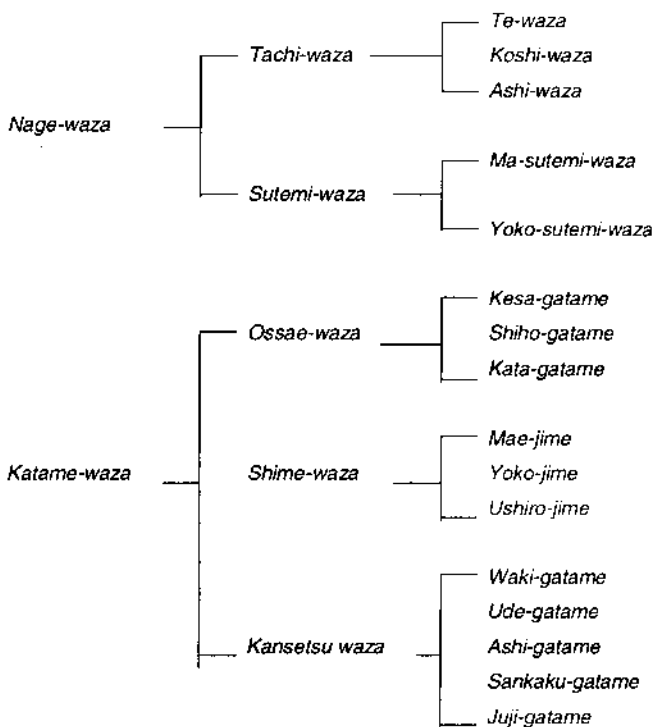 Te-waza
Tachi-waza
Koshi-waza
Ashi-waza
Nage-waza
Ma-sutemi-waza
Sutemi-waza
Yoko-sutemi-waza
Kesa-gatame
Ossae-waza
Shiho-gatame
Kata-gatame
Mae-jime
Katame-waza
Shime-waza
Yoko-jime
Ushiro-jime
Waki-gatame
Ude-gatame
Kansetsu waza
Ashi-gatame
Sankaku-gatame
Juji-gatame